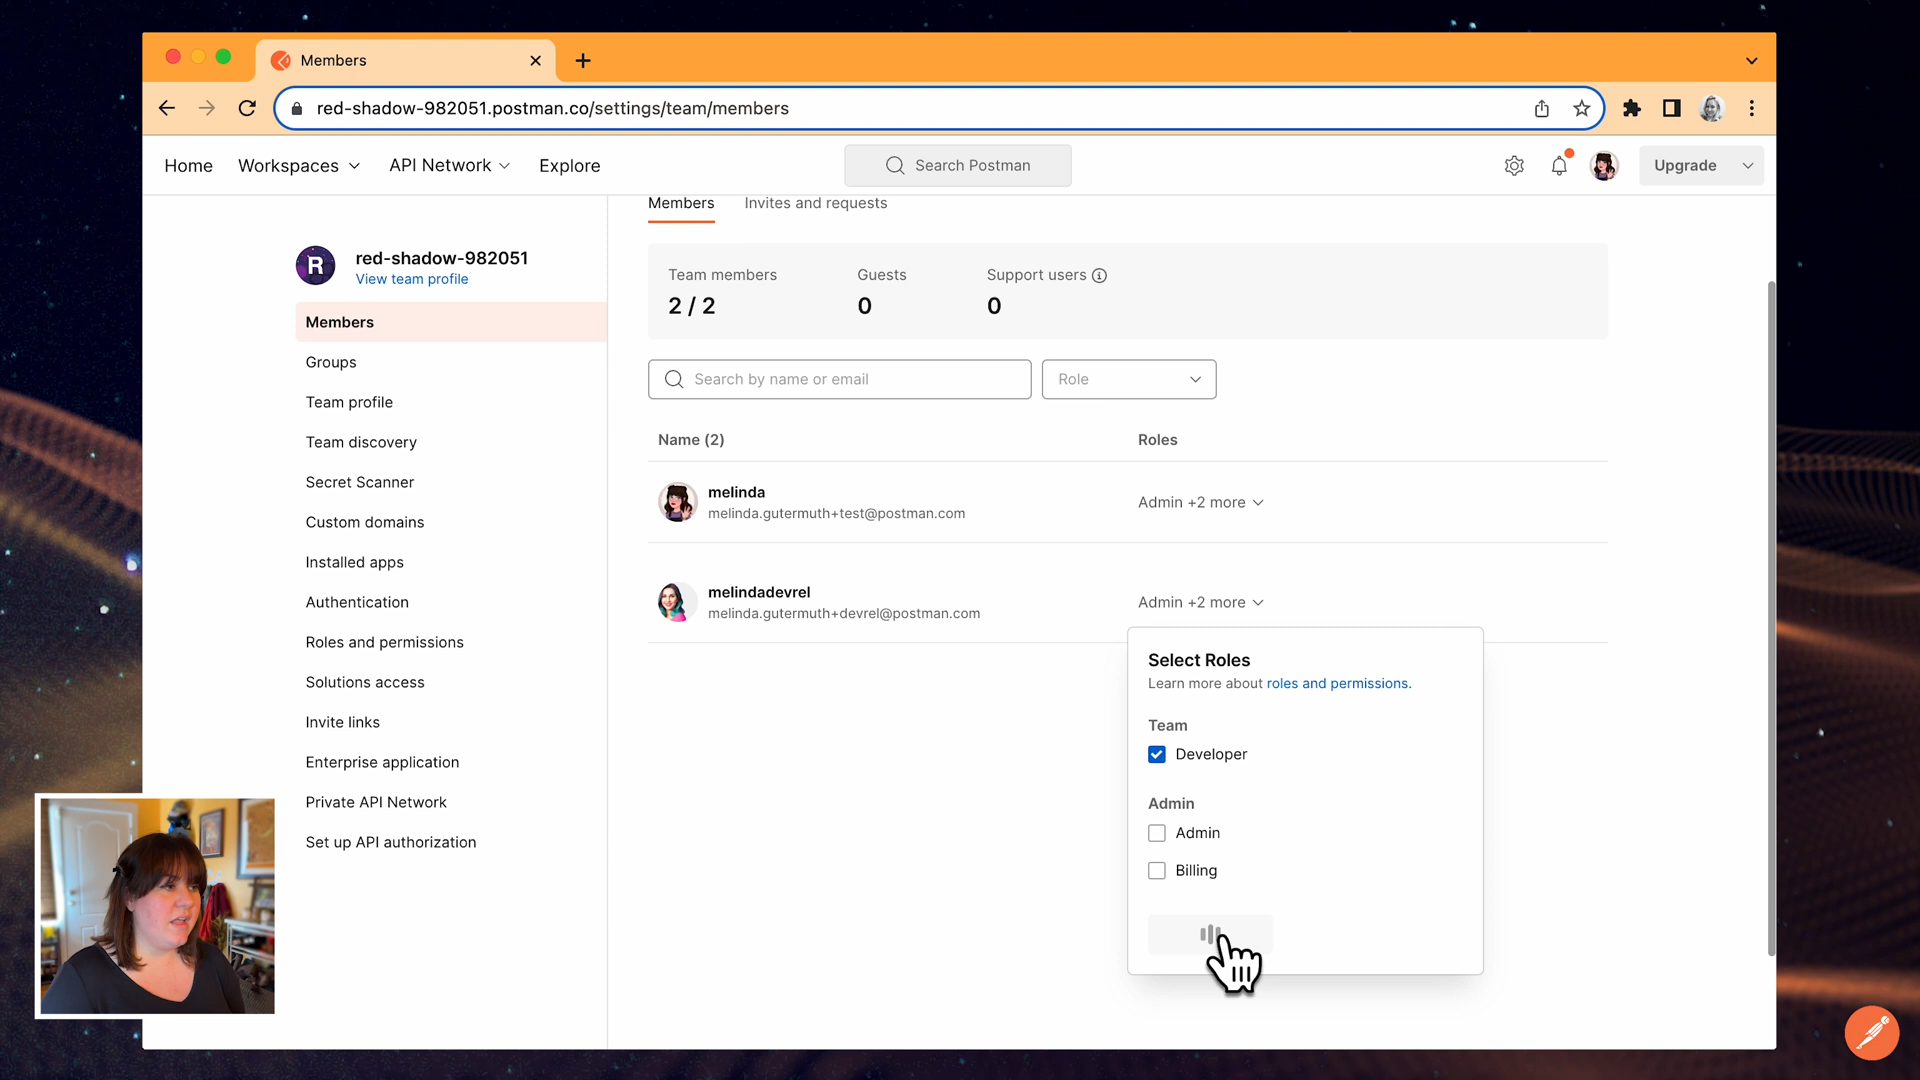 Members
red-shadow-982051.postman.co/settings/team/members
Home
Workspaces
API Network
Explore
Search Postman
Upgrade
Members
Invites and requests
R
red-shadow-982051
View team profile
Members
Groups
Team profile
Team discovery
Secret Scanner
Custom domains
Installed apps
Authentication
Roles and permissions
Solutions access
Invite links
Enterprise application
Private API Network
Set up API authorization
Team members
2 / 2
Guests
0
Support users
0
Search by name or email
Role
Name (2)
Roles
melinda
melinda.gutermuth+test@postman.com
Admin +2 more
melindadevrel
melinda.gutermuth+devrel@postman.com
Admin +2 more
Select Roles
Learn more about roles and permissions.
Team
Developer
Admin
Admin
Billing